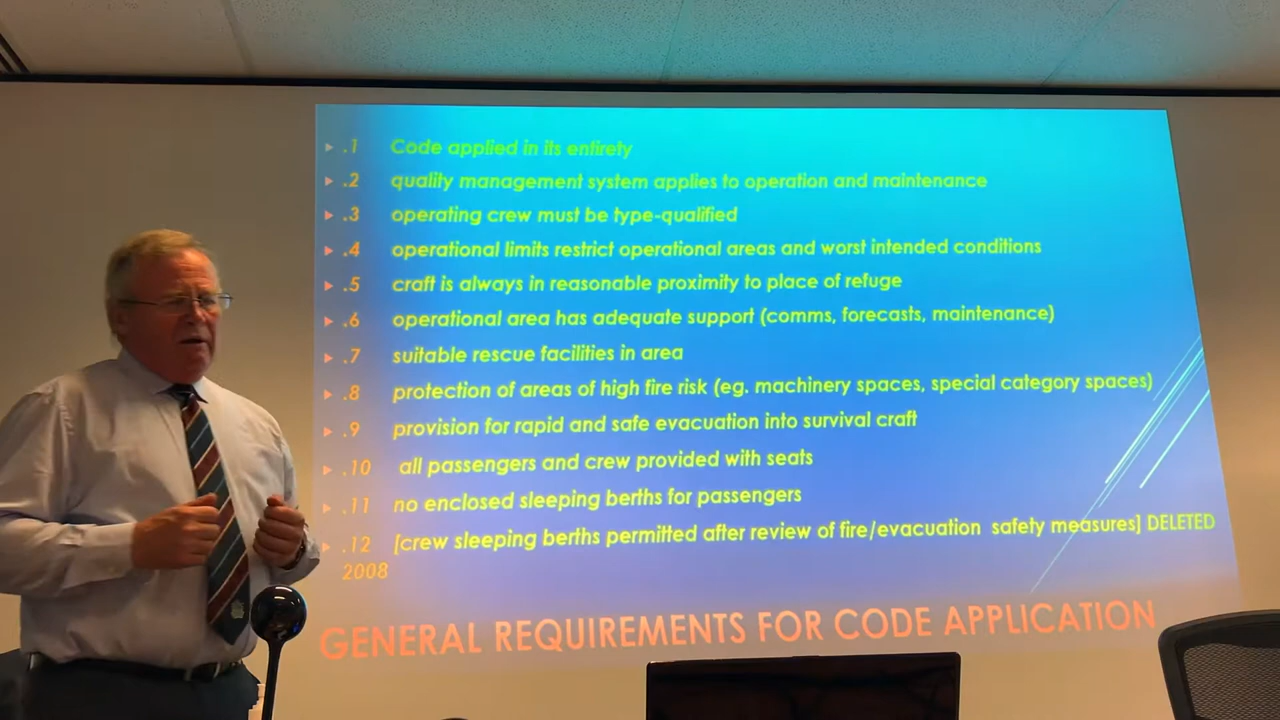 .1 Code applied in its entirety
.2 quality management system applies to operation and maintenance
.3 operating crew must be type-qualified
.4 operational limits restrict operational areas and worst intended conditions
.5 craft is always in reasonable proximity to place of refuge
.6 operational area has adequate support (comms, forecasts, maintenance)
.7 suitable rescue facilities in area
.8 protection of areas of high fire risk (eg. machinery spaces, special category spaces)
.9 provision for rapid and safe evacuation into survival craft
.10 all passengers and crew provided with seats
.11 no enclosed sleeping berths for passengers
.12 [crew sleeping berths permitted after review of fire/evacuation safety measures] DELETED
2008
GENERAL REQUIREMENTS FOR CODE APPLICATION